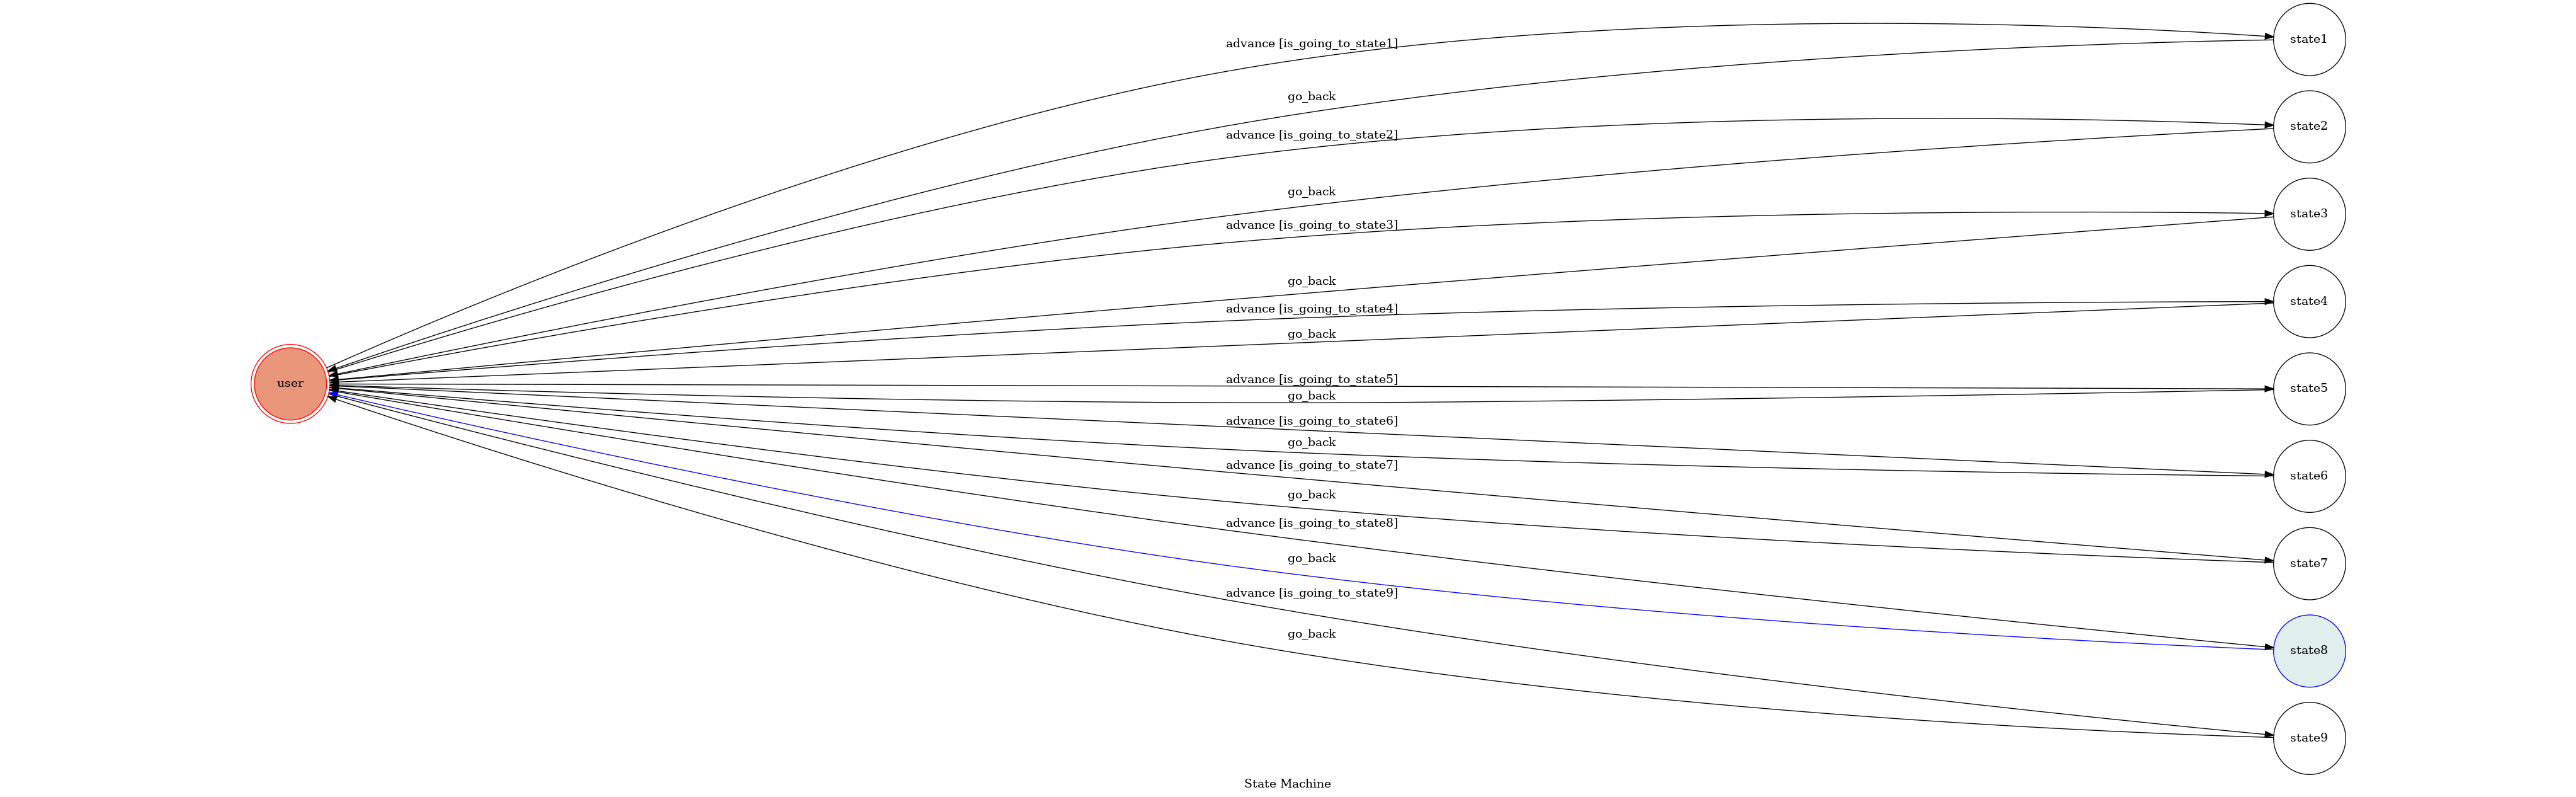 state1
advance [is_going_to_state1]
go_back
state2
advance [is_going_to_state2]
go_back
state3
advance [is_going_to_state3]
go_back
state4
advance [is_going_to_state4]
go_back
user
advance [is_going_to_state5]
state5
go_back
advance [is_going_to_state6]
go_back
state6
advance [is_going_to_state7]
go_back
advance [is_going_to_state8]
go_back
state7
advance [is_going_to_state9]
go_back
state8
state9
State Machine